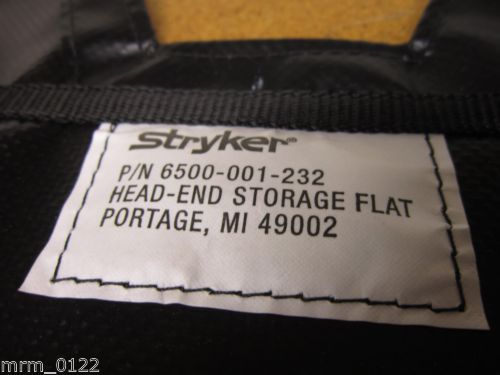 stryker®
P/N 6500-001-232
HEAD-END STORAGE FLAT
PORTAGE, MI 49002
mrm_0122